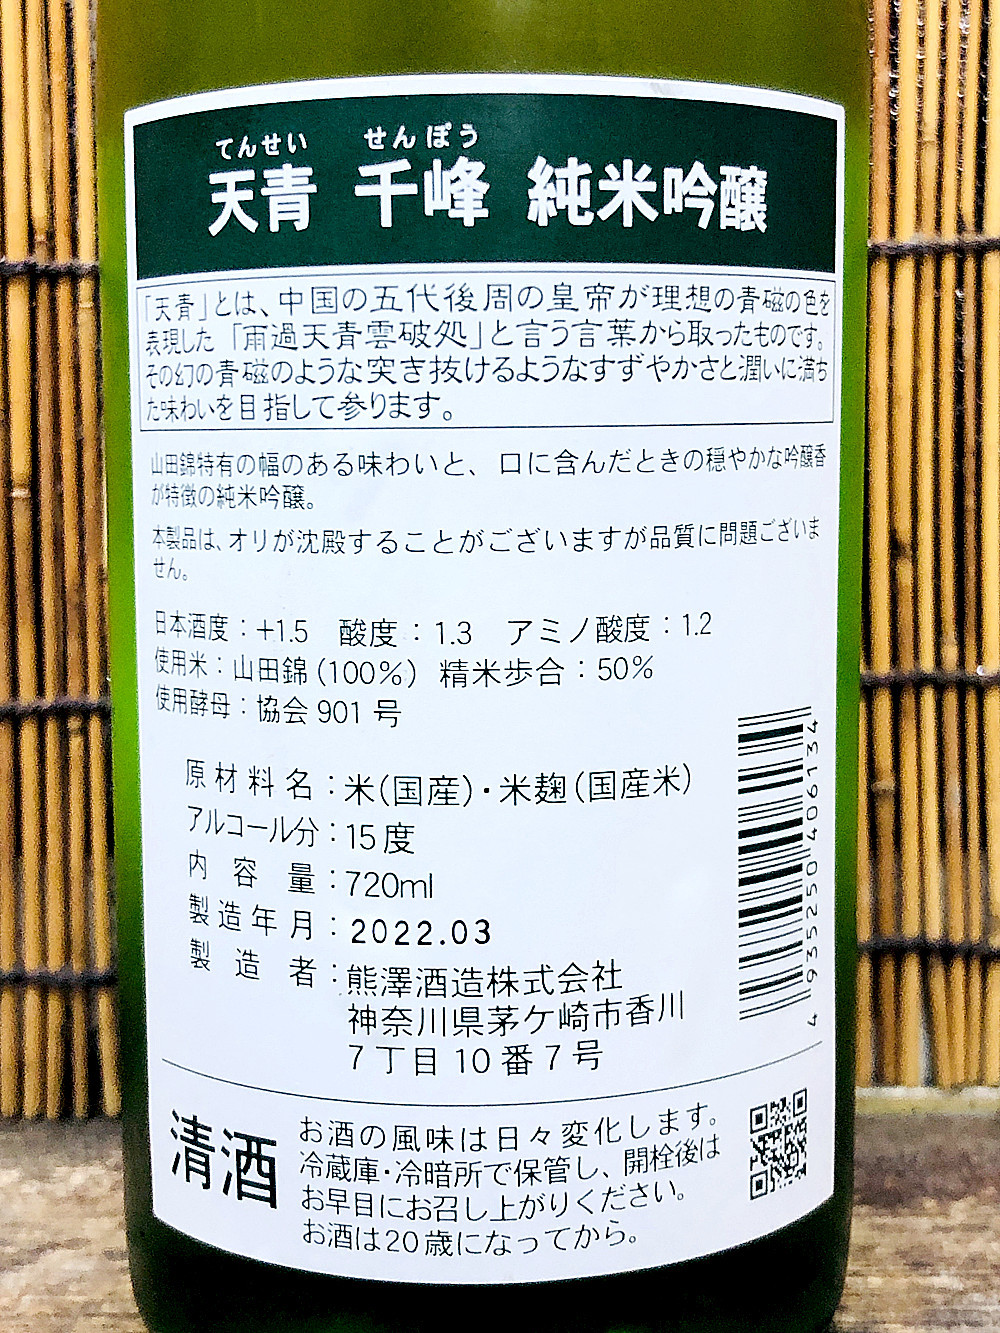 てんせい せんぽう
天青 千峰 純米吟醸
「天青」とは、中国の五代後周の皇帝が理想の青磁の色を
表現した「雨過天青雲破処」と言う言葉から取ったものです。
その幻の青磁のような突き抜けるようなすずやかさと潤いに満ち
た味わいを目指して参ります。
山田錦特有の幅のある味わいと、口に含んだときの穏やかな吟醸香
が特徴の純米吟醸。
本製品は、オリが沈殿することがございますが品質に問題ございま
せん。
日本酒度：+1.5 酸度：1.3 アミノ酸度：1.2
使用米：山田錦(100%) 精米歩合：50%
使用酵母：協会901号
原材料名：米(国産)・米麹(国産米)
アルコール分：15度
内容量：720ml
製造年月：2022.03
製造者：熊澤酒造株式会社
神奈川県茅ケ崎市香川
7丁目10番7号
4 935250 406134
清酒
お酒の風味は日々変化します。
冷蔵庫・冷暗所で保管し、開栓後は
お早目にお召し上がりください。
お酒は20歳になってから。